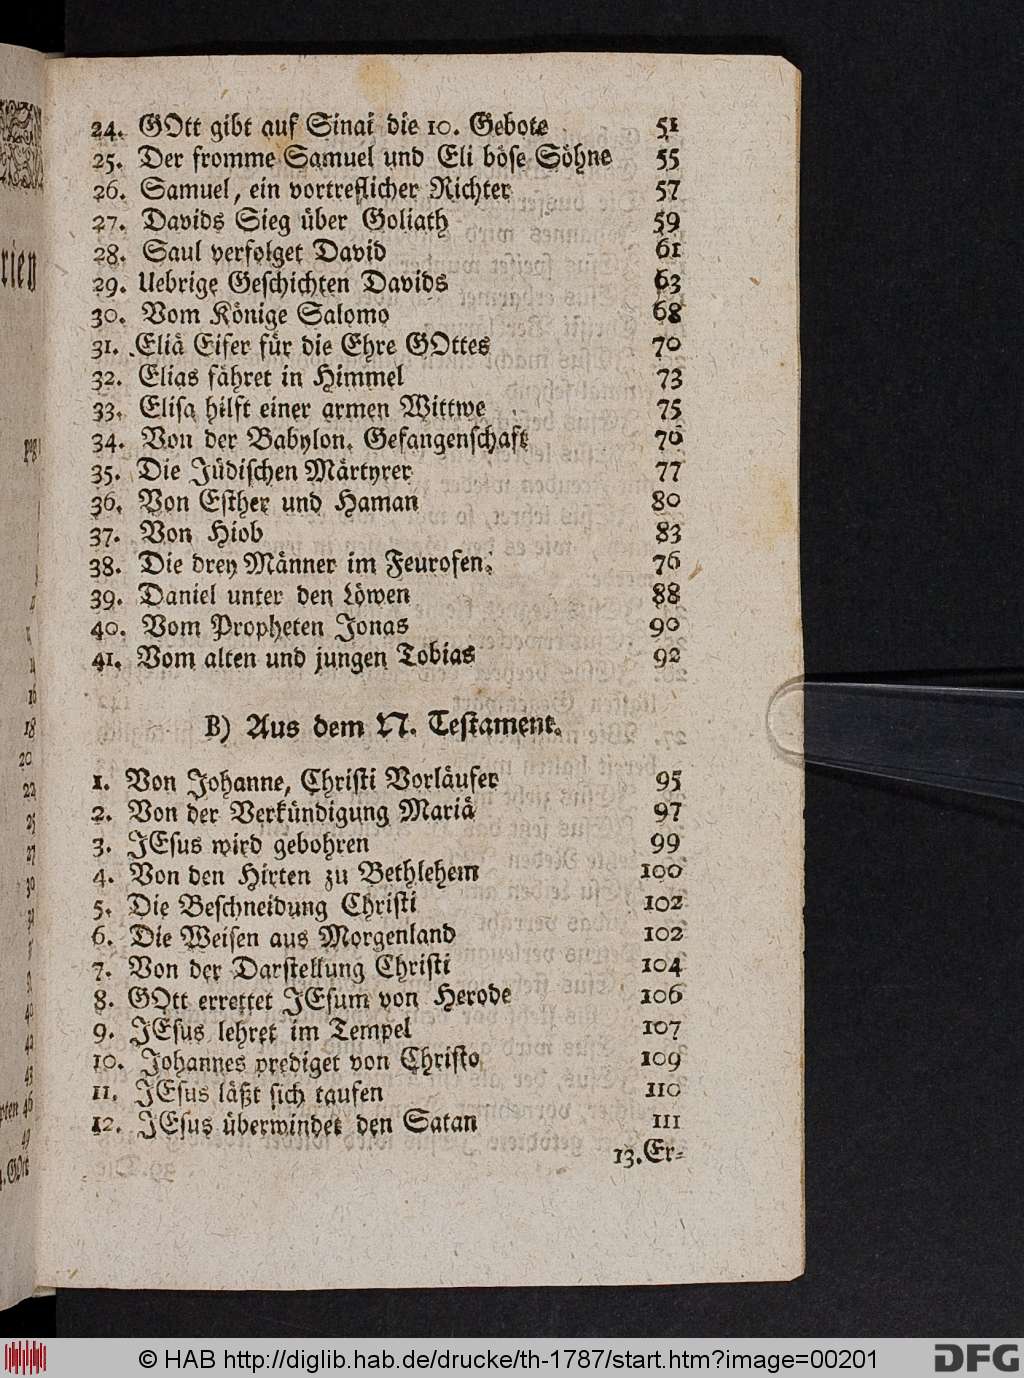 24. GOtt gibt auf Sinai die 10. Gebote 51
25. Der fromme Samuel und Eli böse Söhne 55
26. Samuel, ein vortreflicher Richter 57
27. Davids Sieg über Goliath 59
28. Saul verfolget David 61
29. Uebrige Geschichten Davids 63
30. Vom Könige Salomo 68
31. Eliä Eifer für die Ehre GOttes 70
32. Elias fähret in Himmel 73
33. Elisa hilft einer armen Wittwe 75
34. Von der Babylon. Gefangenschaft 76
35. Die Jüdischen Märtyrer 77
36. Von Esther und Haman 80
37. Von Hiob 83
38. Die drey Männer im Feurofen. 76
39. Daniel unter den Löwen 88
40. Vom Propheten Jonas 90
41. Vom alten und jungen Tobias 92
B) Aus dem N. Testament.
1. Von Johanne, Christi Vorläufer 95
2. Von der Verkündigung Mariä 97
3. JEsus wird gebohren 99
4. Von den Hirten zu Bethlehem 100
5. Die Beschneidung Christi 102
6. Die Weisen aus Morgenland 102
7. Von der Darstellung Christi 104
8. GOtt errettet JEsum von Herode 106
9. JEsus lehret im Tempel 107
10. Johannes prediget von Christo 109
11. JEsus läßt sich taufen 110
12. JEsus überwindet den Satan 111
13. Er-
© HAB http://diglib.hab.de/drucke/th-1787/start.htm?image=00201
DFG